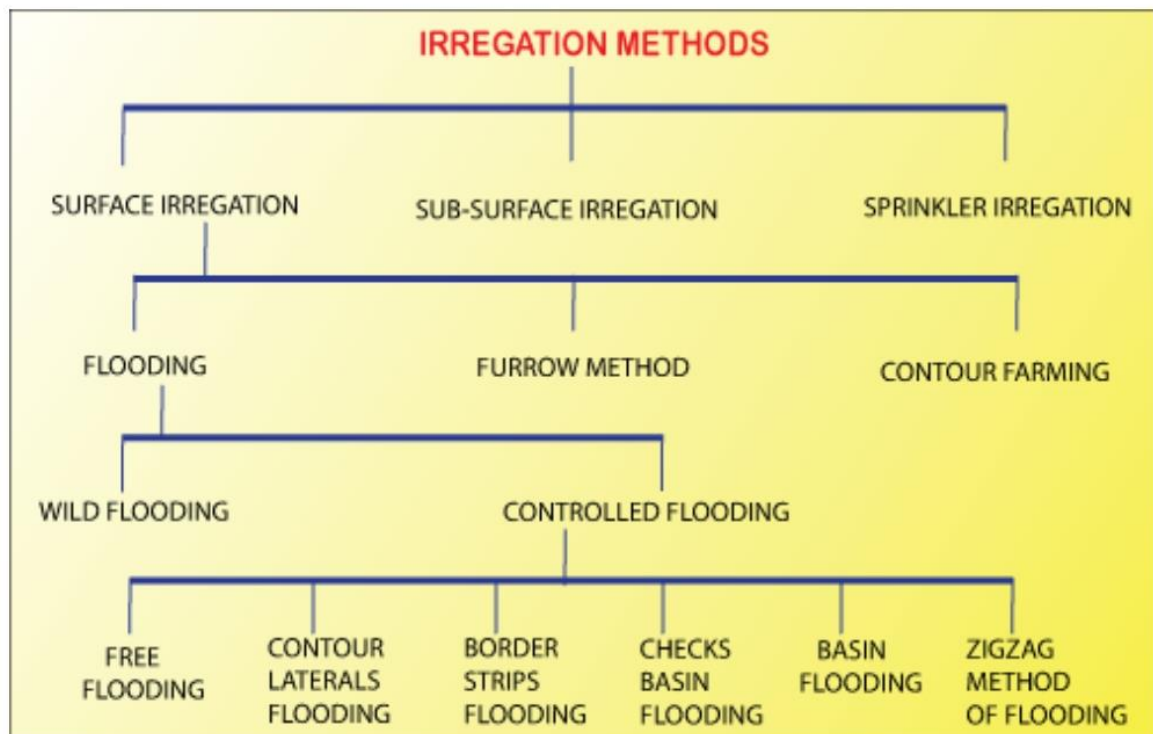 IRREGATION METHODS
SURFACE IRREGATION
SUB-SURFACE IRREGATION
SPRINKLER IRREGATION
FLOODING
FURROW METHOD
CONTOUR FARMING
WILD FLOODING
CONTROLLED FLOODING
FREE
FLOODING
CONTOUR
LATERALS
FLOODING
BORDER
STRIPS
FLOODING
CHECKS
BASIN
FLOODING
BASIN
FLOODING
ZIGZAG
METHOD
OF FLOODING